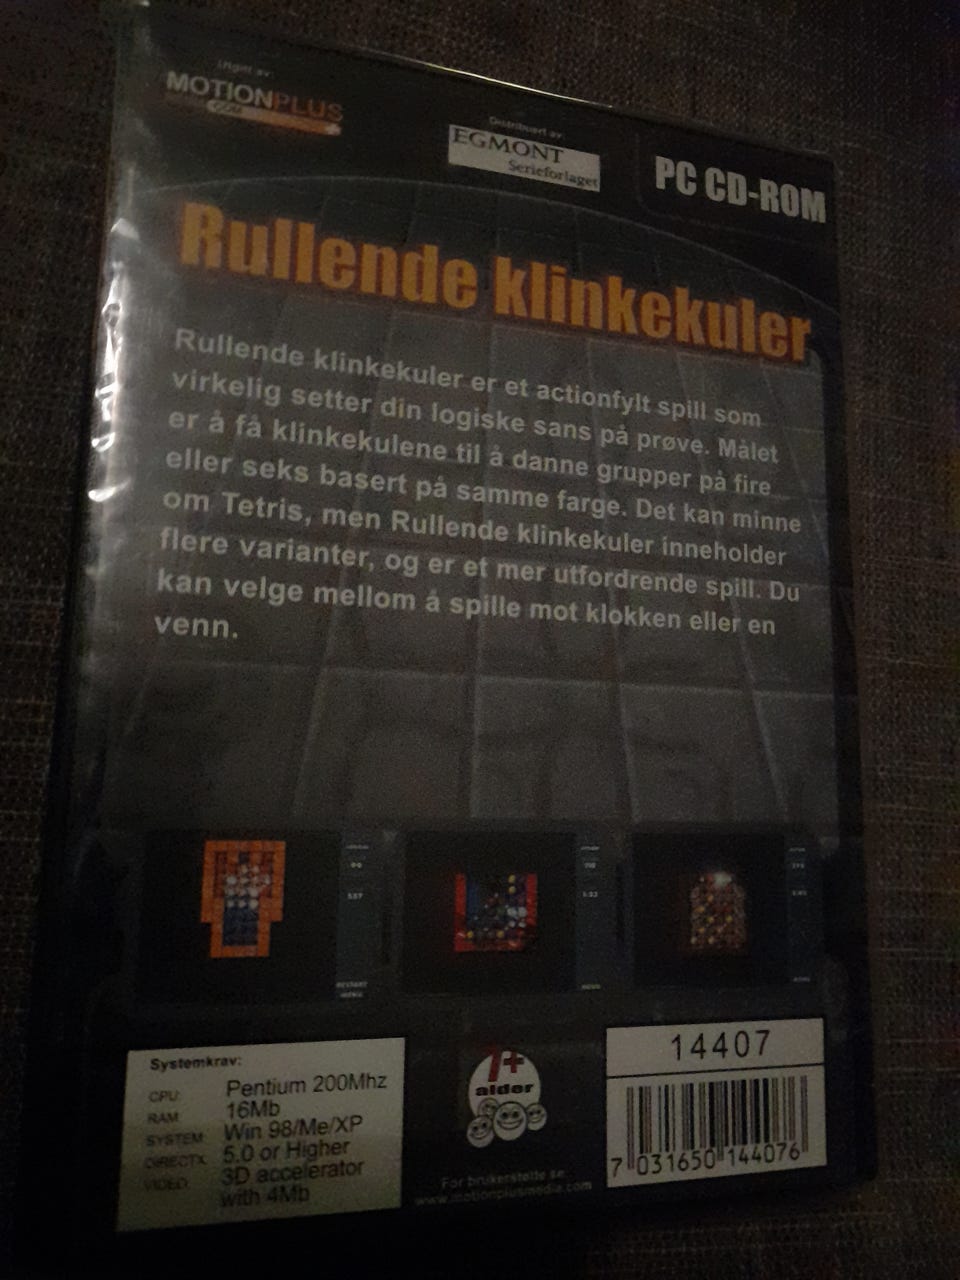 Utgitt av:
MOTIONPLUS
Distribuert av:
EGMONT
Serieforlaget
PC CD-ROM
Rullende klinkekuler
Rullende klinkekuler er et actionfylt spill som
virkelig setter din logiske sans på prøve. Målet
er å få klinkekulene til å danne grupper på fire
eller seks basert på samme farge. Det kan minne
om Tetris, men Rullende klinkekuler inneholder
flere varianter, og er et mer utfordrende spill. Du
kan velge mellom å spille mot klokken eller en
venn.
RESTART
MENU
Systemkrav:
CPU: Pentium 200Mhz
RAM: 16Mb
SYSTEM: Win 98/Me/XP
DIRECTX: 5.0 or Higher
VIDEO: 3D accelerator
with 4Mb
7+
alder
For brukerstøtte se:
www.motionplusmedia.com
14407
7 031650 144076